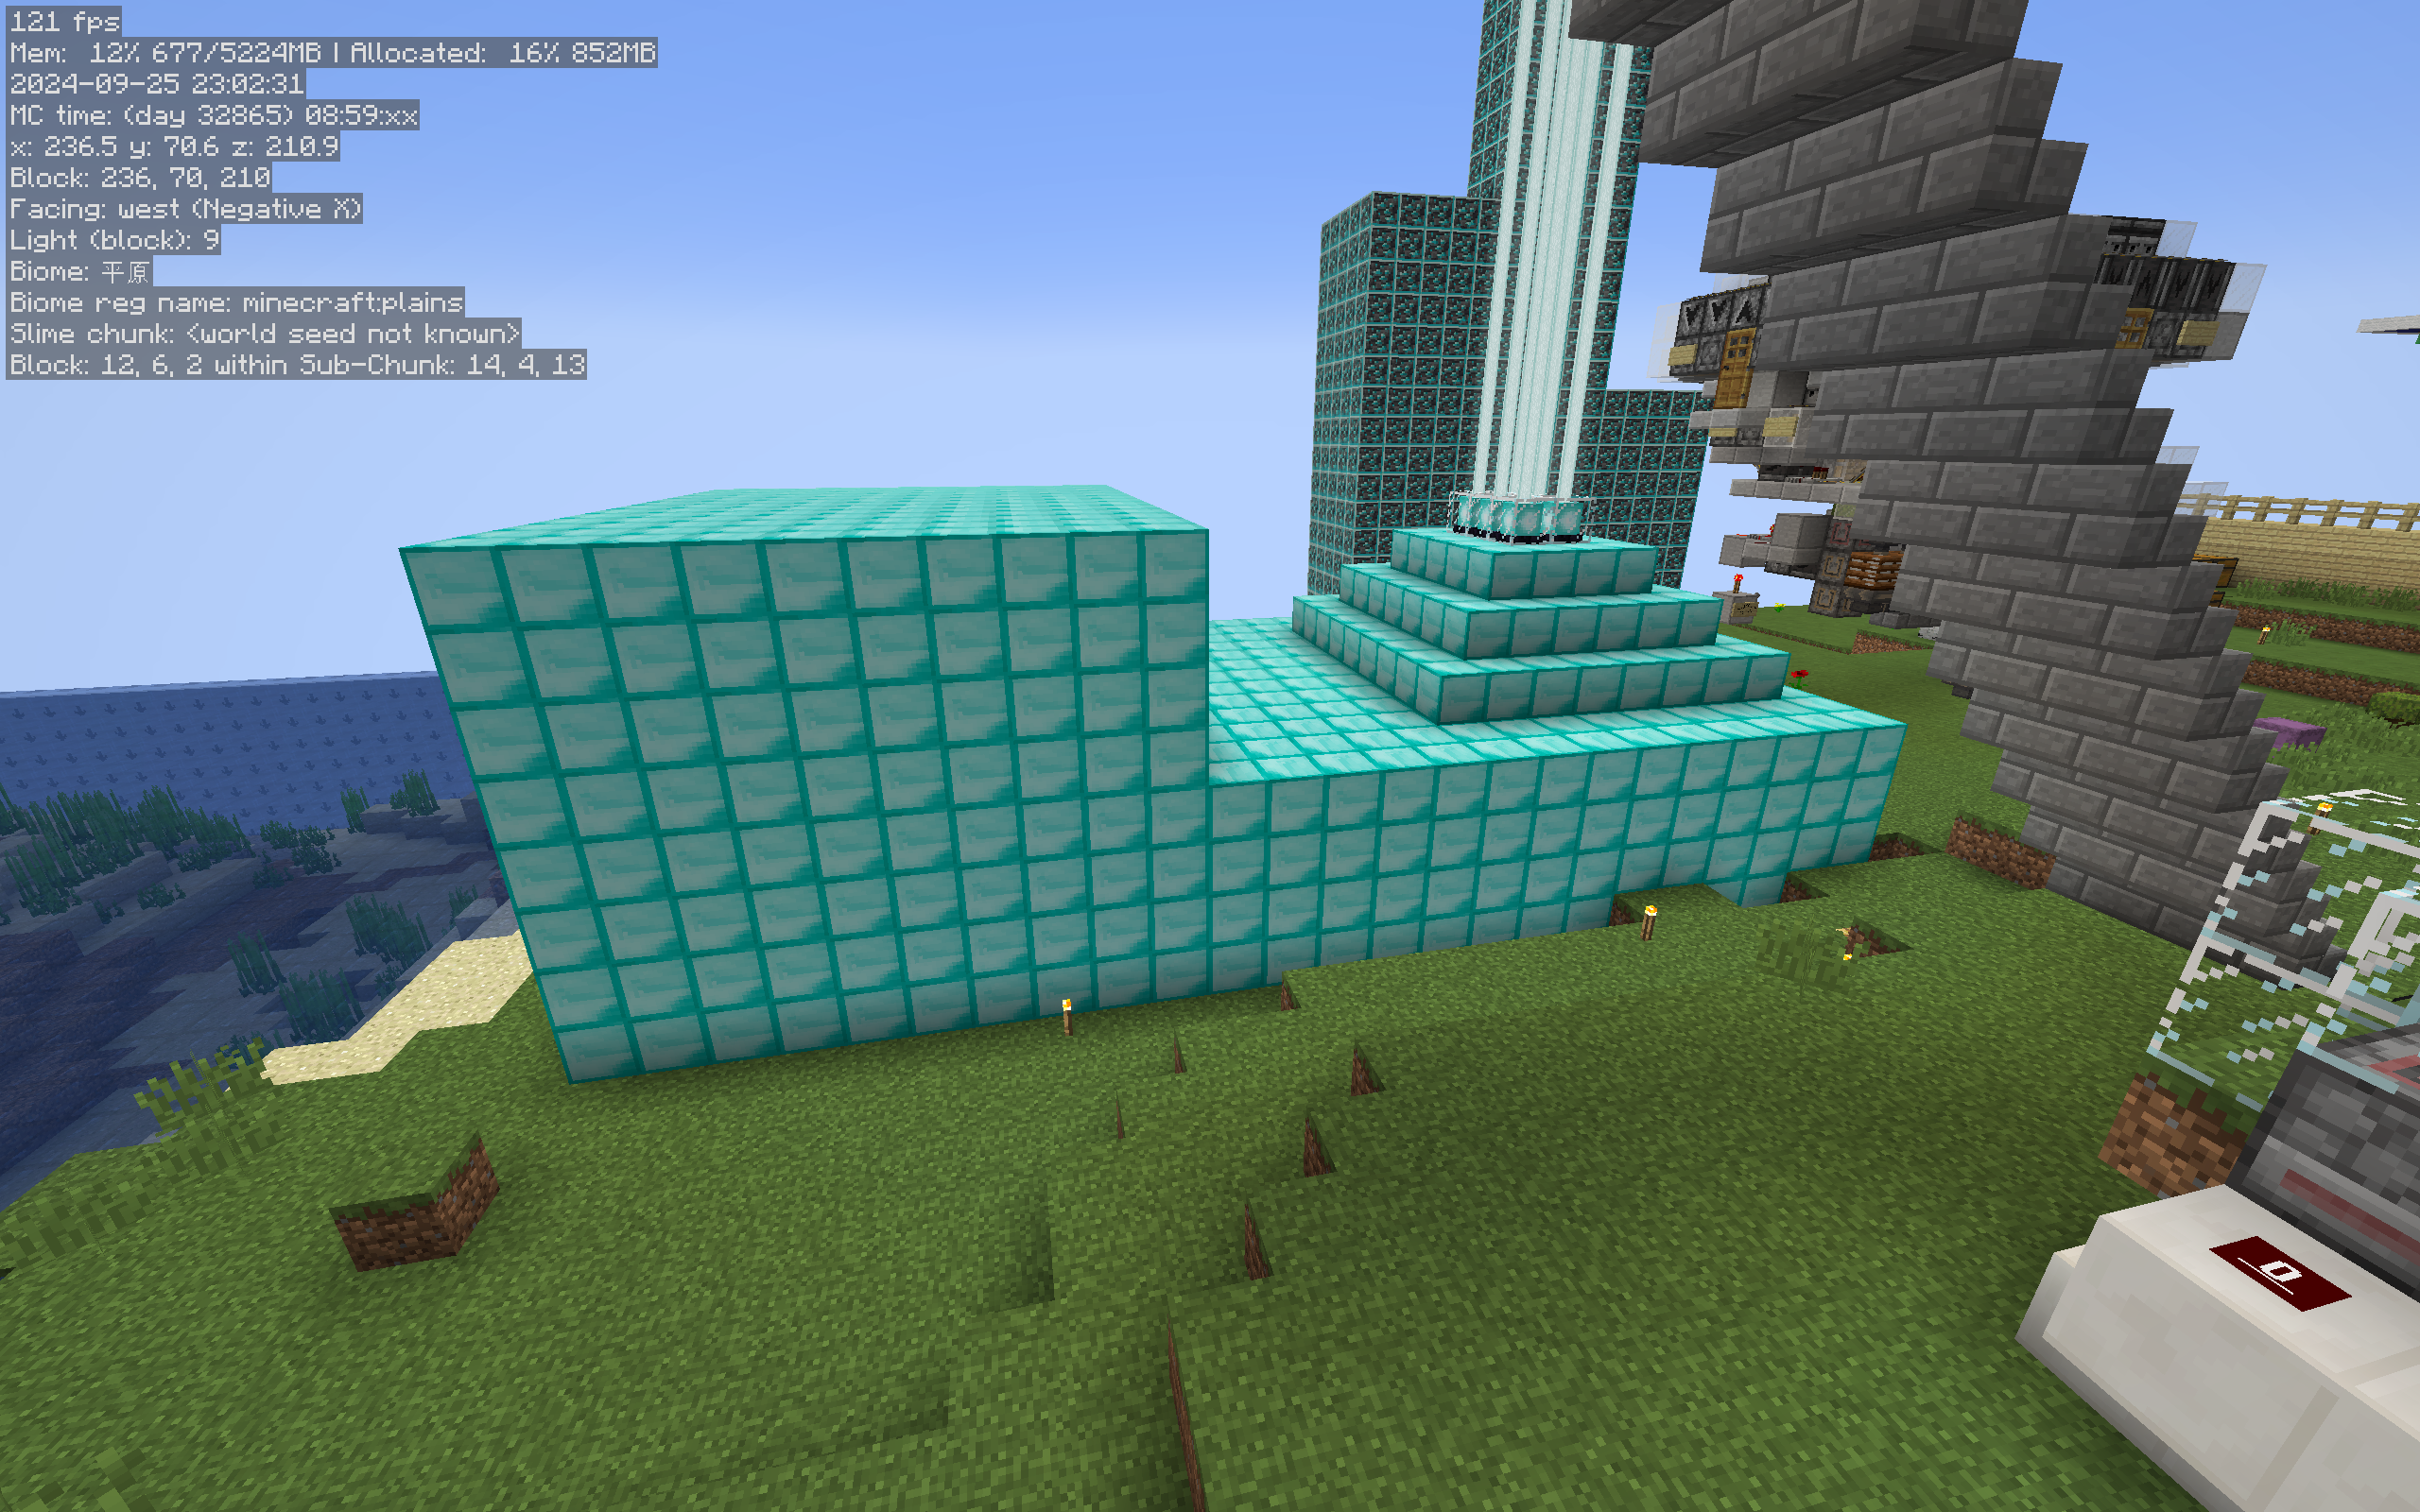 121 fps
Mem: 12% 677/5224MB | Allocated: 16% 852MB
2024-09-25 23:02:31
MC time: (day 32865) 08:59:xx
x: 236.5 y: 70.6 z: 210.9
Block: 236, 70, 210
Facing: west (Negative X)
Light (block): 9
Biome: 平原
Biome reg name: minecraft:plains
Slime chunk: <world seed not known>
Block: 12, 6, 2 within Sub-Chunk: 14, 4, 13